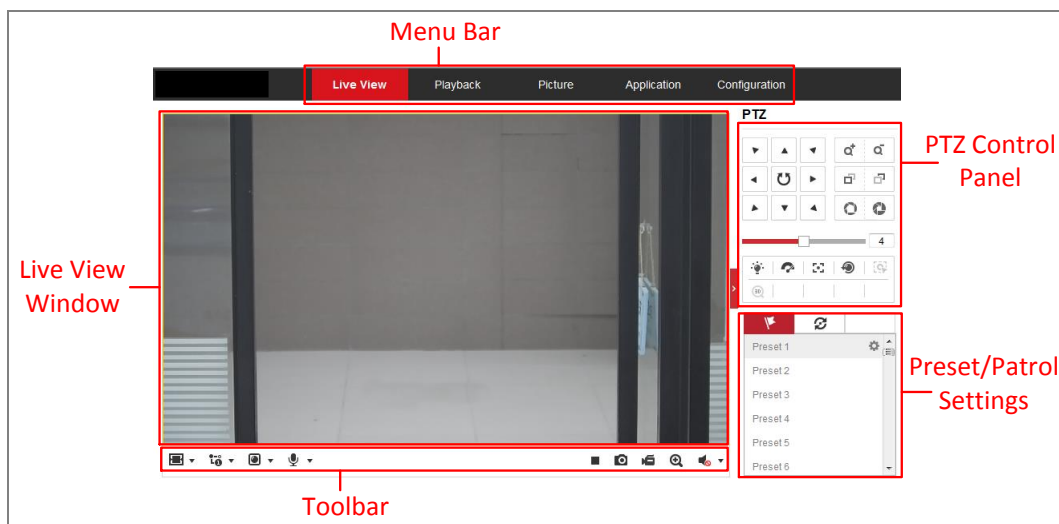 Menu Bar
Live View
Playback
Picture
Application
Configuration
PTZ
PTZ Control
Panel
4
Live View
Window
3D
Preset 1
Preset 2
Preset 3
Preset 4
Preset 5
Preset 6
Preset/Patrol
Settings
Toolbar